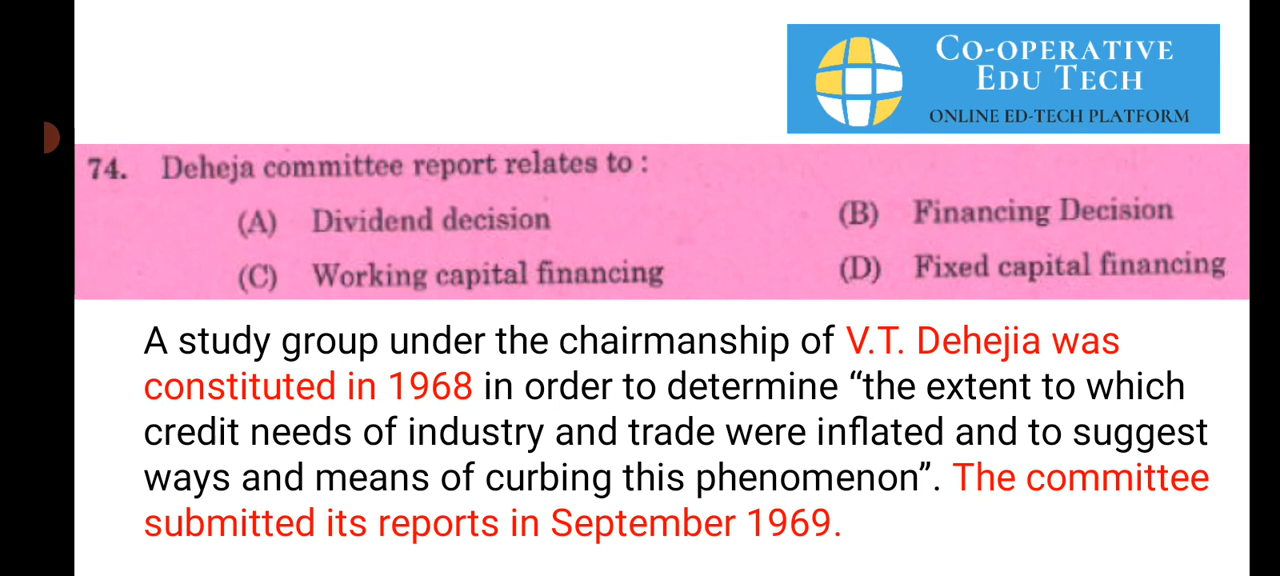 CO-OPERATIVE
EDU TECH
ONLINE ED-TECH PLATFORM
74. Deheja committee report relates to :
(A) Dividend decision (B) Financing Decision
(C) Working capital financing (D) Fixed capital financing
A study group under the chairmanship of V.T. Dehejia was
constituted in 1968 in order to determine “the extent to which
credit needs of industry and trade were inflated and to suggest
ways and means of curbing this phenomenon”. The committee
submitted its reports in September 1969.